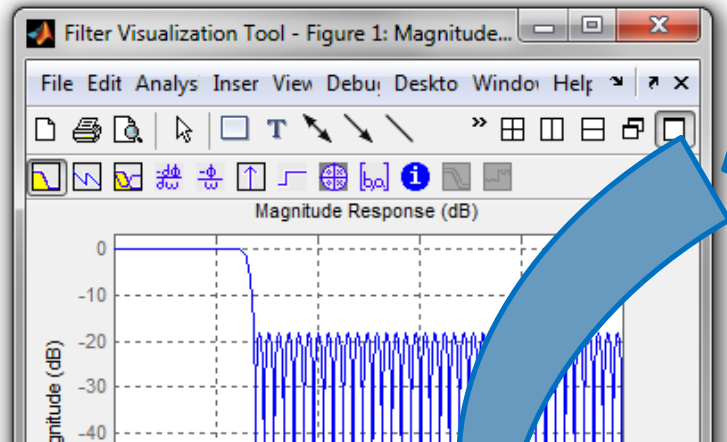 Filter Visualization Tool - Figure 1: Magnitude...
File Edit Analys Inser View Debu Deskto Windo Help
T
»
Magnitude Response (dB)
0
-10
-20
-30
-40
gnitude (dB)